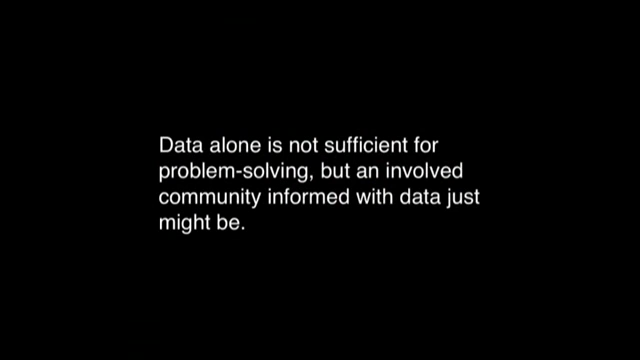 Data alone is not sufficient for
problem-solving, but an involved
community informed with data just
might be.